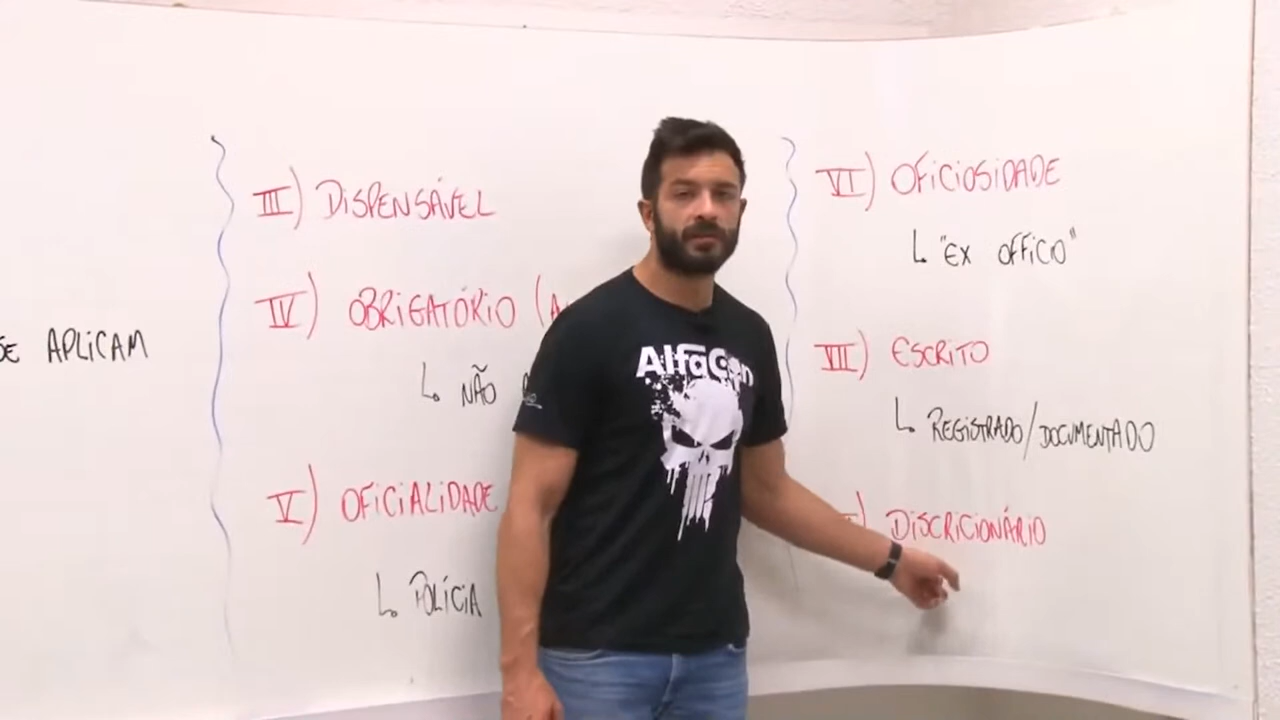 SE APLICAM
III) DISPENSÁVEL
IV) OBRIGATÓRIO (A
↳ NÃO
V) OFICIALIDADE
↳ POLÍCIA
AlfaCon
VI) OFICIOSIDADE
↳ "EX OFFICIO"
VII) ESCRITO
↳ REGISTRADO/DOCUMENTADO
) DISCRICIONÁRIO